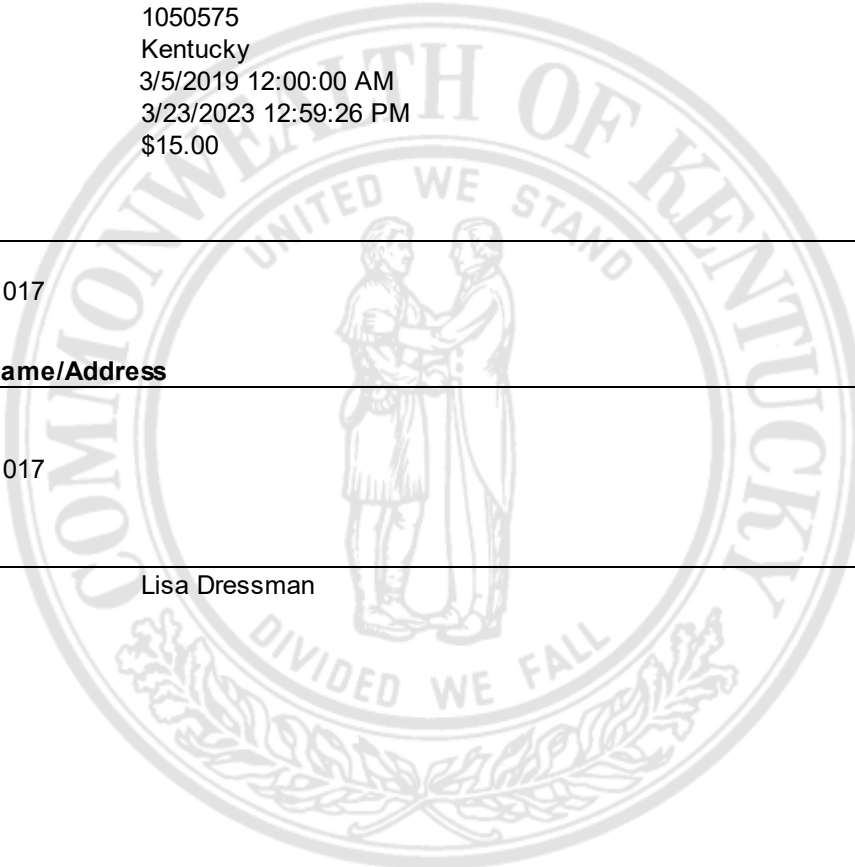 1050575
Kentucky
3/5/2019 12:00:00 AM
3/23/2023 12:59:26 PM
$15.00
COMMONWEALTH OF KENTUCKY
UNITED WE STAND
017
ame/Address
017
Lisa Dressman
DIVIDED WE FALL